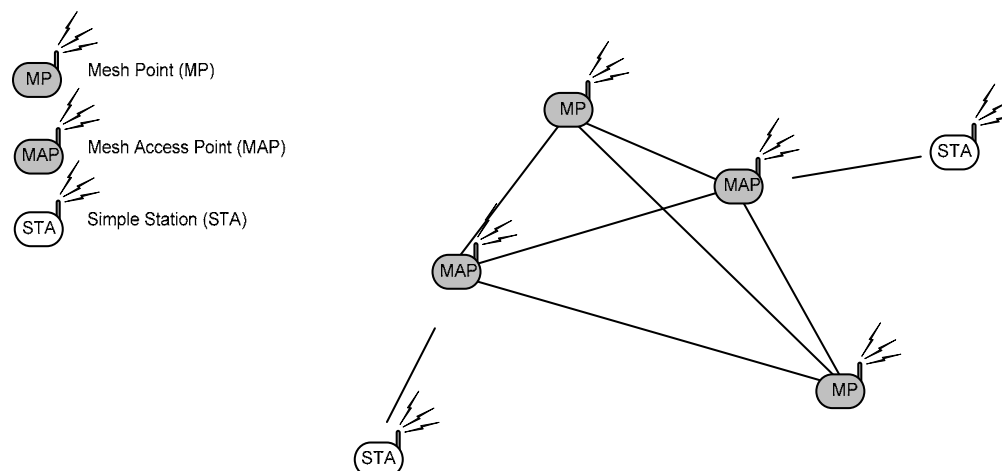 MP Mesh Point (MP)
MAP Mesh Access Point (MAP)
STA Simple Station (STA)
MP
MAP
STA
MAP
MP
STA